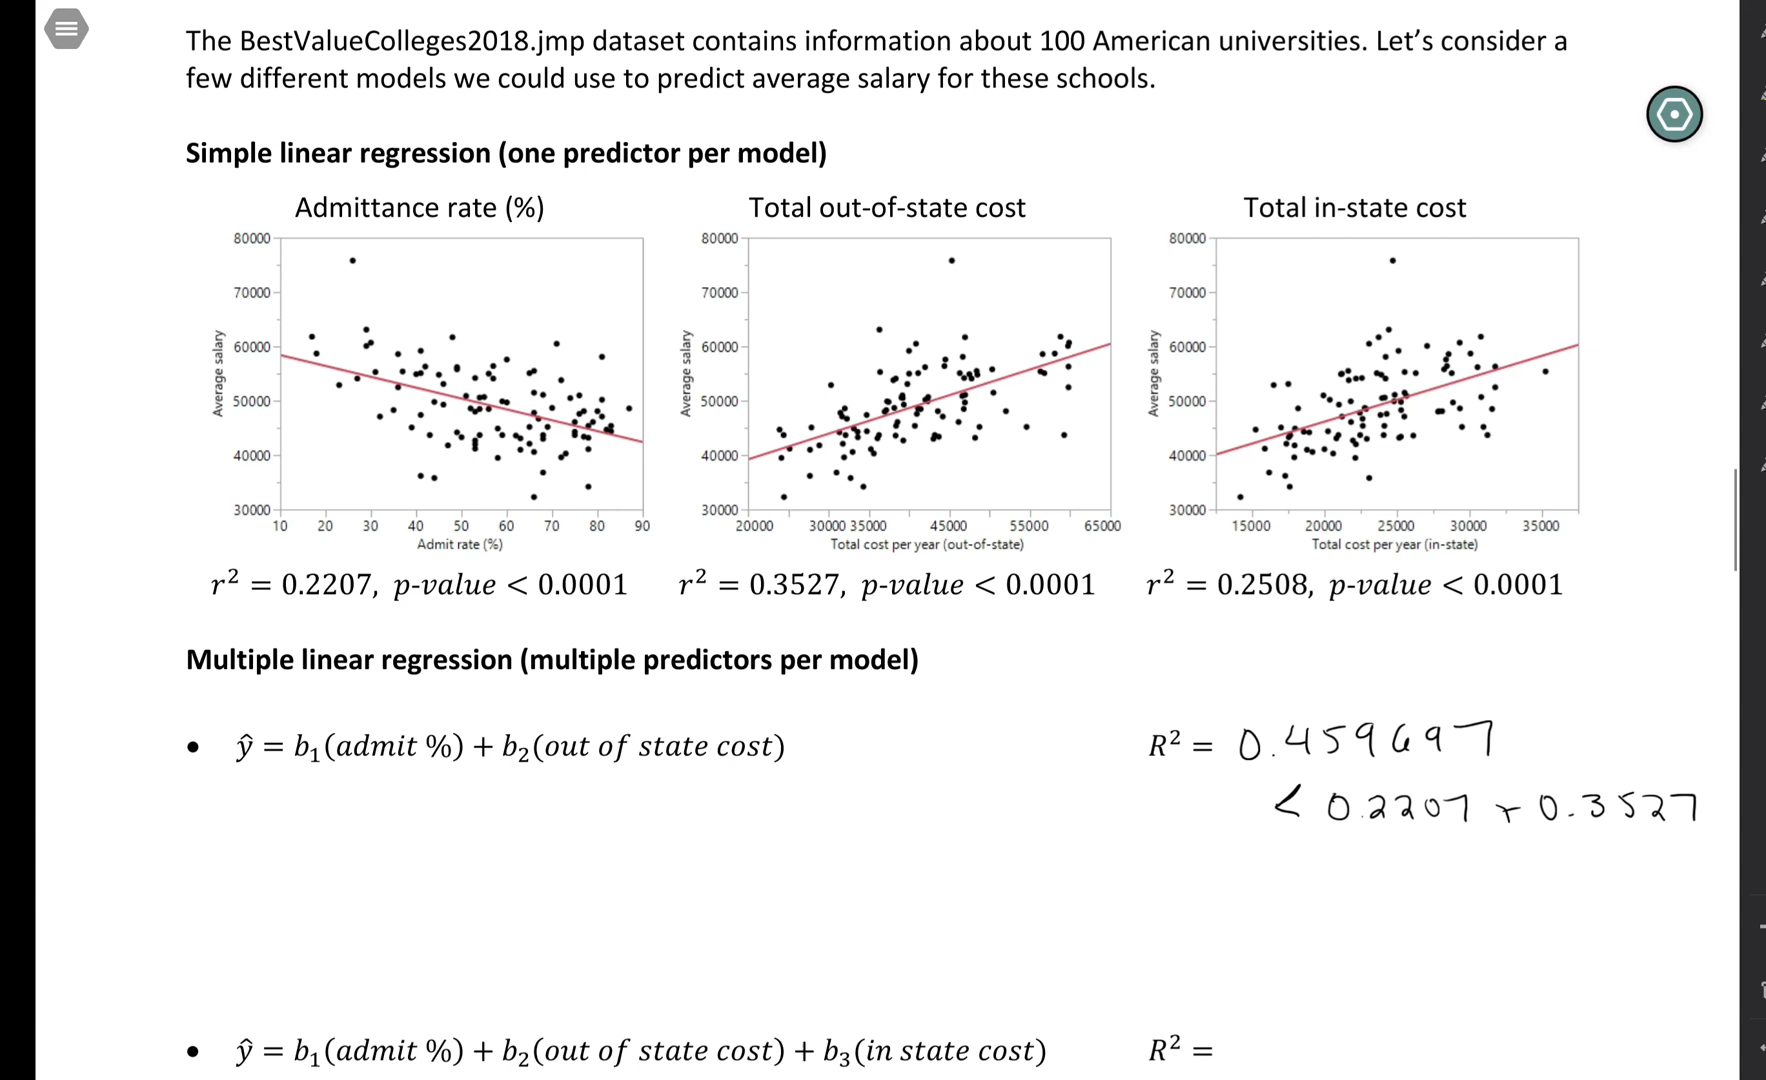 The BestValueColleges2018.jmp dataset contains information about 100 American universities. Let’s consider a
few different models we could use to predict average salary for these schools.
Simple linear regression (one predictor per model)
Admittance rate (%)
80000
70000
60000
50000
40000
30000
Average salary
10 20 30 40 50 60 70 80 90
Admit rate (%)
r² = 0.2207, p-value < 0.0001
Total out-of-state cost
80000
70000
60000
50000
40000
30000
Average salary
20000 30000 35000 45000 55000 65000
Total cost per year (out-of-state)
r² = 0.3527, p-value < 0.0001
Total in-state cost
80000
70000
60000
50000
40000
30000
Average salary
15000 20000 25000 30000 35000
Total cost per year (in-state)
r² = 0.2508, p-value < 0.0001
Multiple linear regression (multiple predictors per model)
• ŷ = b₁(admit %) + b₂(out of state cost) R² = 0.459697
< 0.2207 + 0.3527
• ŷ = b₁(admit %) + b₂(out of state cost) + b₃(in state cost) R² =